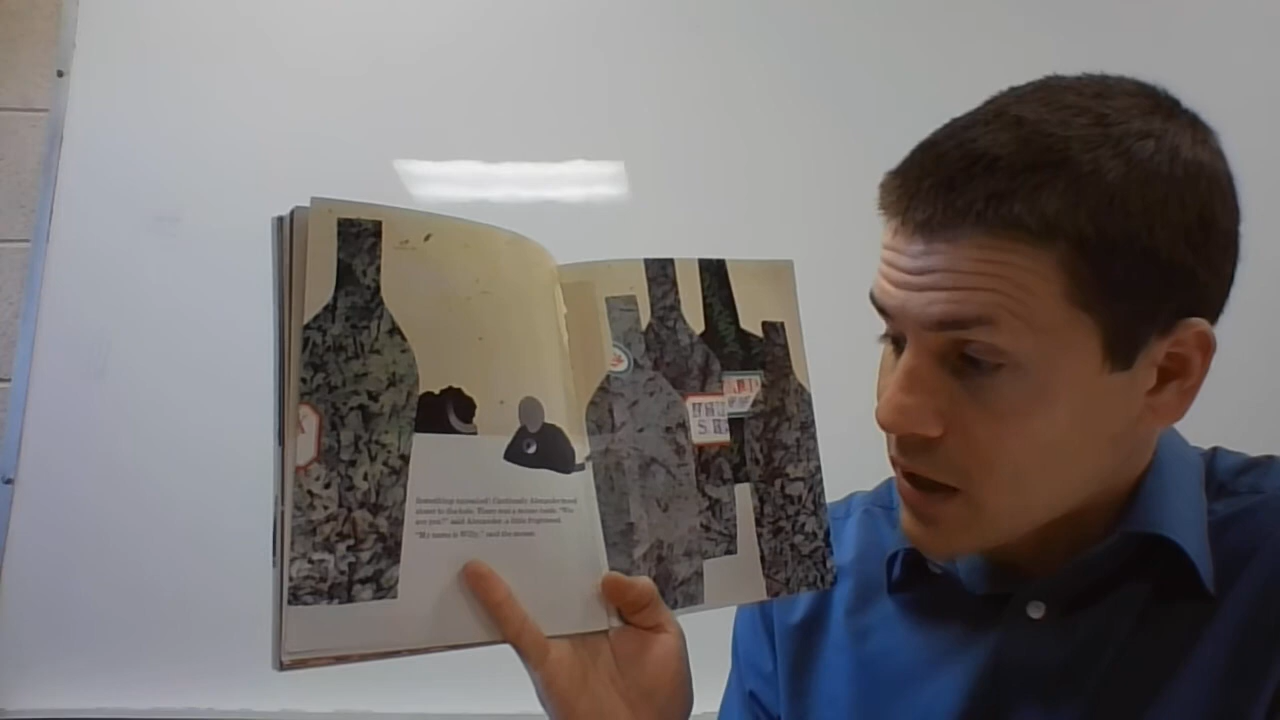 Something squeaked! Cautiously Alexander moved
closer to the hole. There was a mouse inside. "Who
are you?" said Alexander, a little frightened.
"My name is Willy," said the mouse.